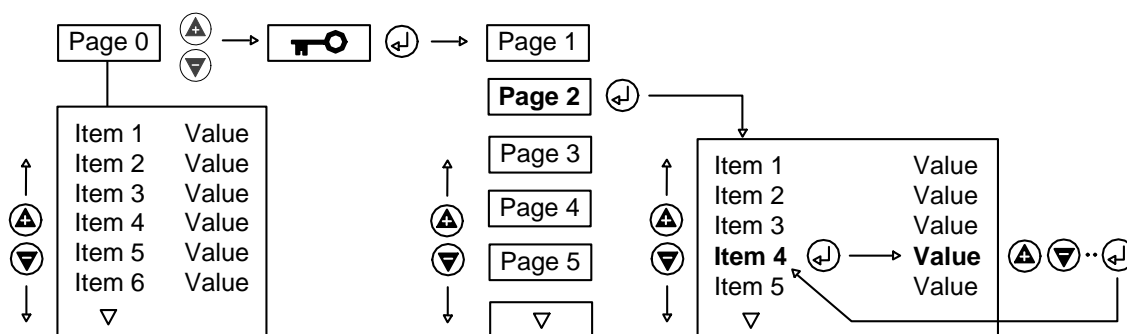 Page 0
Item 1 Value
Item 2 Value
Item 3 Value
Item 4 Value
Item 5 Value
Item 6 Value
Page 1
Page 2
Page 3
Page 4
Page 5
Item 1 Value
Item 2 Value
Item 3 Value
Item 4 Value
Item 5 Value